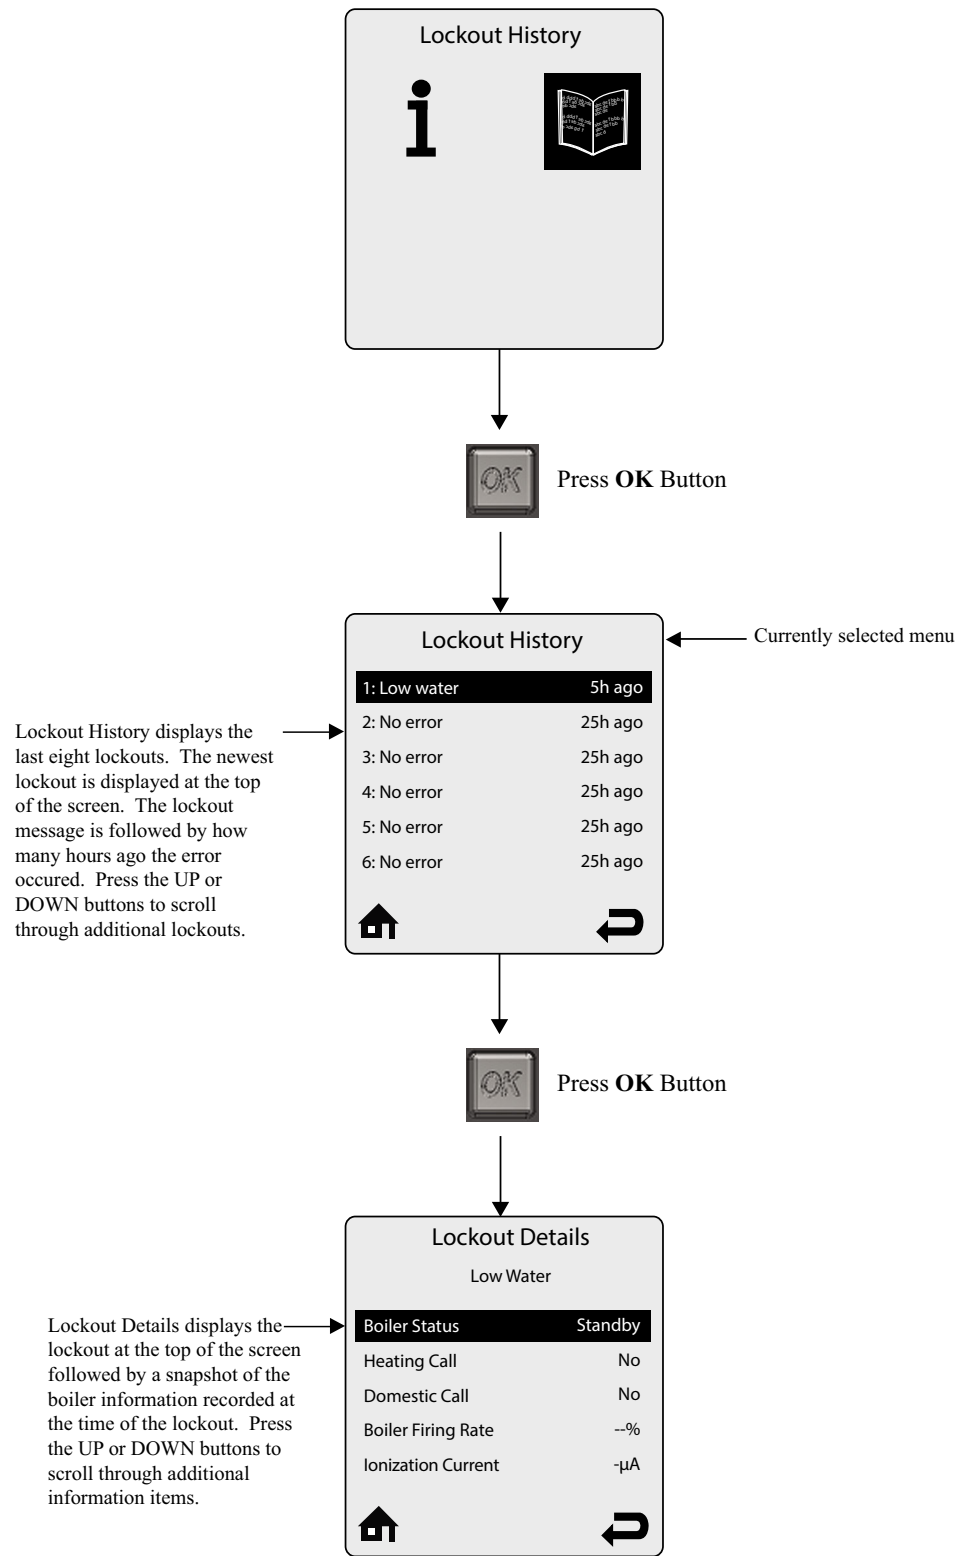 Lockout History
OK
Press OK Button
Lockout History
Currently selected menu
1: Low water 5h ago
2: No error 25h ago
3: No error 25h ago
4: No error 25h ago
5: No error 25h ago
6: No error 25h ago
Lockout History displays the
last eight lockouts. The newest
lockout is displayed at the top
of the screen. The lockout
message is followed by how
many hours ago the error
occured. Press the UP or
DOWN buttons to scroll
through additional lockouts.
OK
Press OK Button
Lockout Details
Low Water
Boiler Status Standby
Heating Call No
Domestic Call No
Boiler Firing Rate --%
Ionization Current -µA
Lockout Details displays the
lockout at the top of the screen
followed by a snapshot of the
boiler information recorded at
the time of the lockout. Press
the UP or DOWN buttons to
scroll through additional
information items.